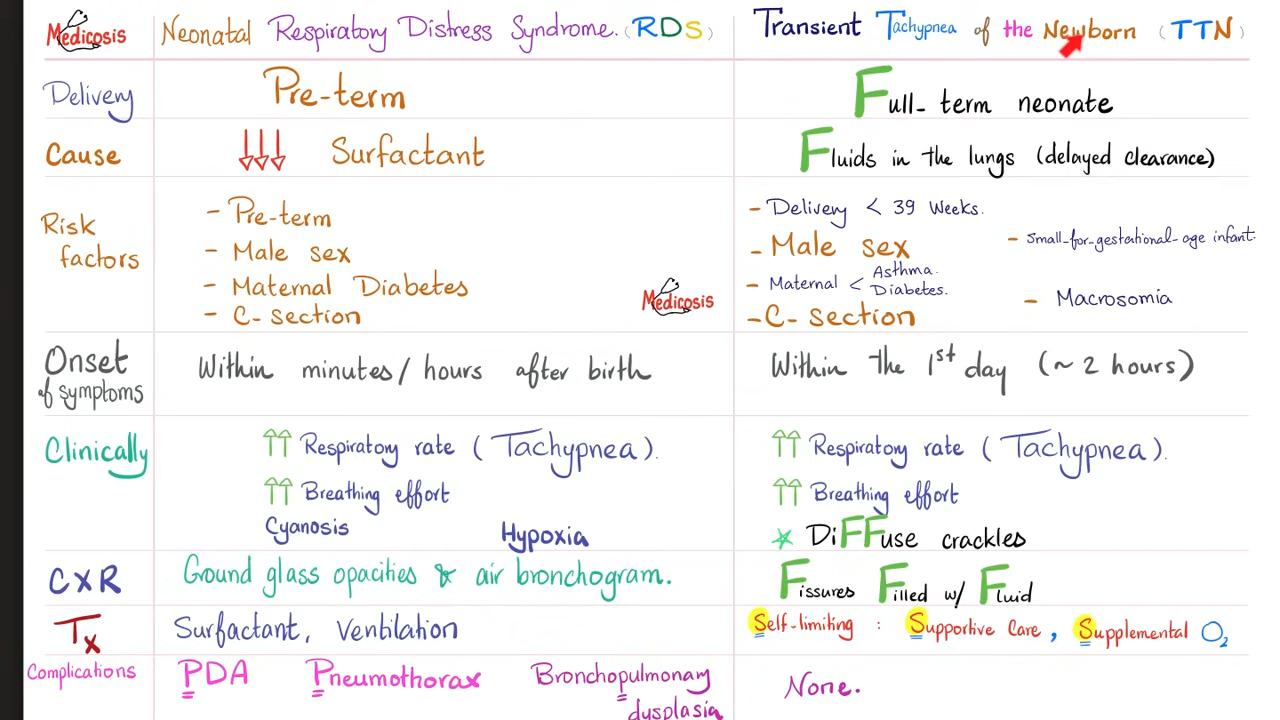 Medicosis
Neonatal Respiratory Distress Syndrome. (RDS)
Transient Tachypnea of the Newborn (TTN)
Delivery
Pre-term
Full-term neonate
Cause
↓↓↓ Surfactant
Fluids in the lungs (delayed clearance)
Risk
factors
- Pre-term
- Male sex
- Maternal Diabetes
- C-section
Medicosis
- Delivery < 39 Weeks.
- Male sex
- Maternal < Asthma.
Diabetes.
- C-section
- Small-for-gestational-age infant.
- Macrosomia
Onset
of symptoms
Within minutes/hours after birth
Within the 1st day (~2 hours)
Clinically
↑↑ Respiratory rate (Tachypnea).
↑↑ Breathing effort
Cyanosis Hypoxia
↑↑ Respiratory rate (Tachypnea).
↑↑ Breathing effort
☆ DiFFuse crackles
CXR
Ground glass opacities & air bronchogram.
Fissures Filled w/ Fluid
Tx
Surfactant, Ventilation
Self-limiting : Supportive Care, Supplemental O2
Complications
PDA Pneumothorax Bronchopulmonary
dysplasia
None.